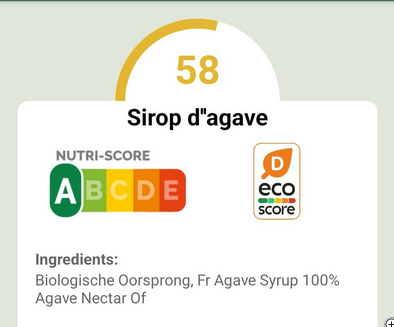 58
Sirop d"agave
NUTRI-SCORE
A B C D E
D
eco
score
Ingredients:
Biologische Oorsprong, Fr Agave Syrup 100%
Agave Nectar Of